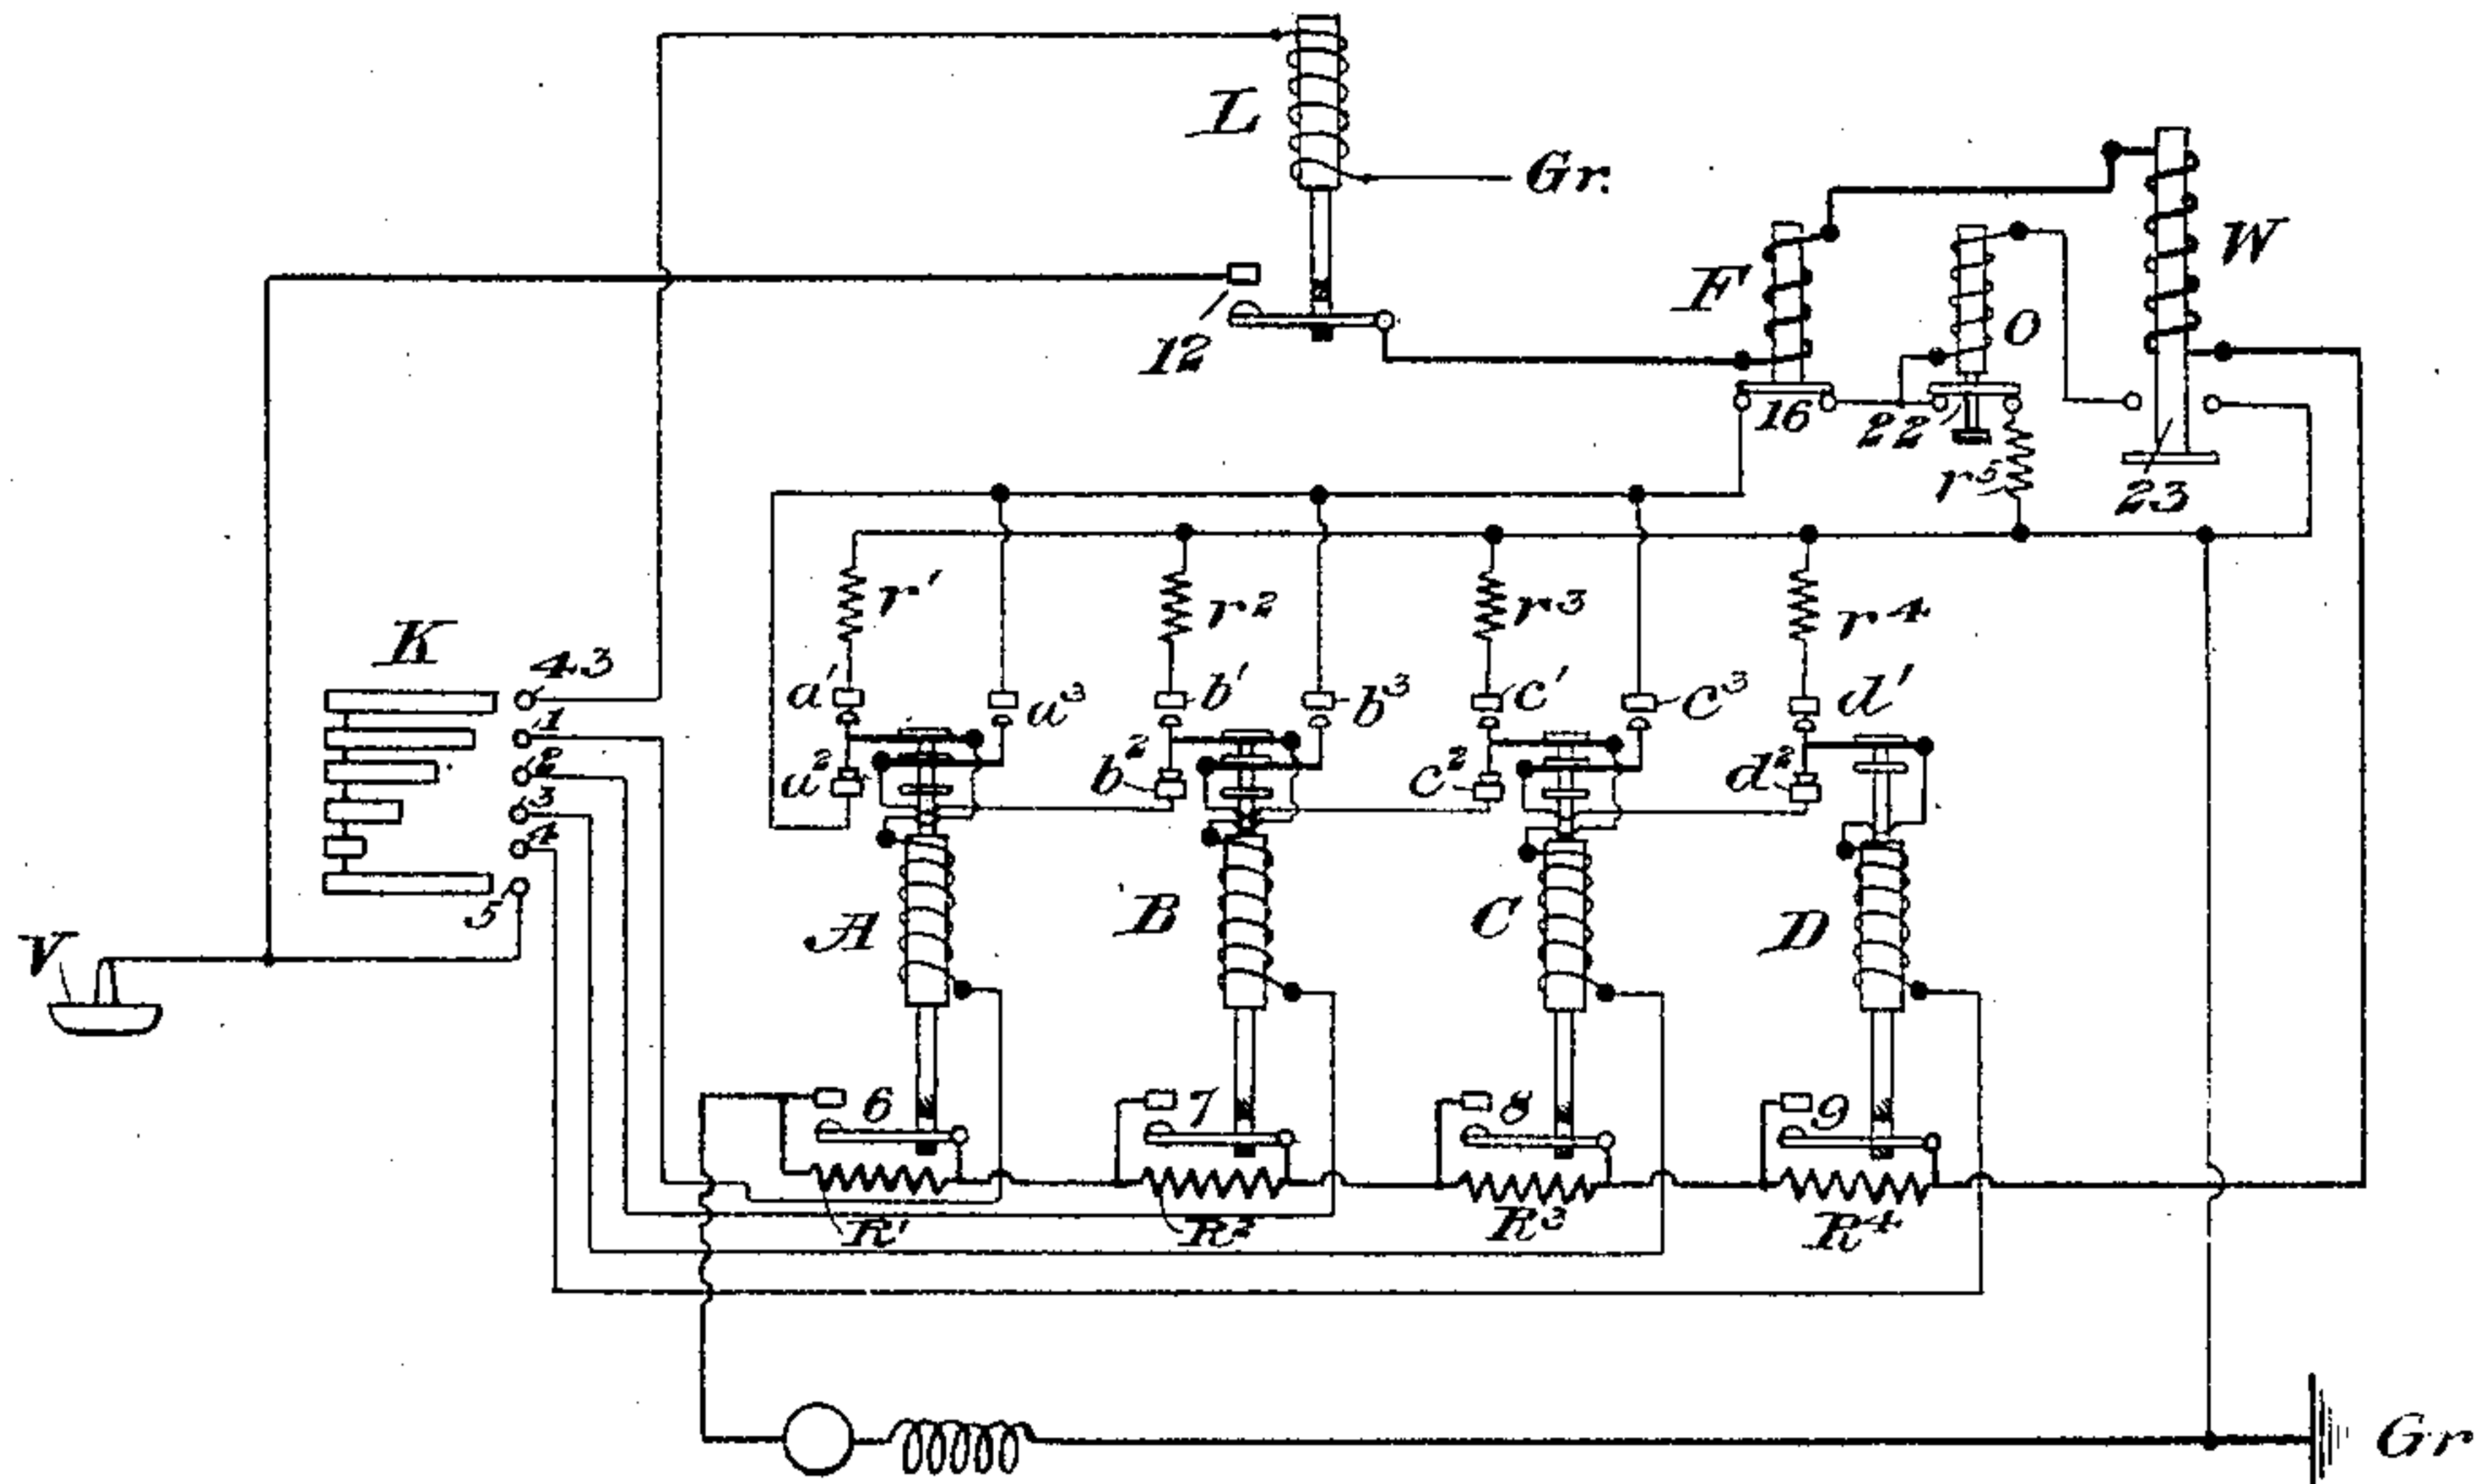 L
Gr.
12
F
O
W
16
22
r⁵
23
K
43
1
2
3
4
5
V
r'
r²
r³
r⁴
a'
a³
b'
b³
c'
c³
d'
a²
b²
c²
d²
A
B
C
D
6
7
8
9
R'
R²
R³
R⁴
Gr